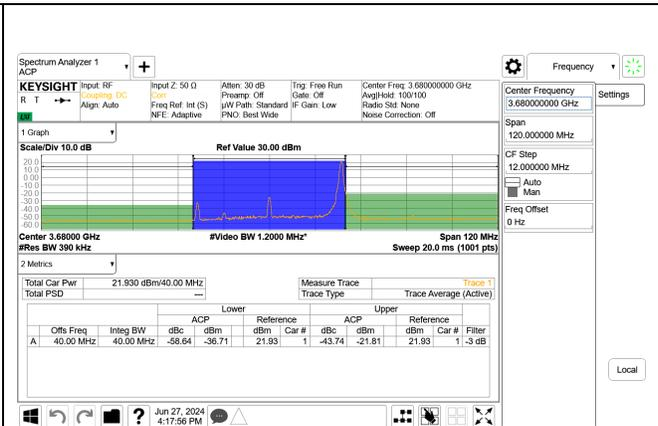 Spectrum Analyzer 1
ACP
Frequency
KEYSIGHT Input: RF Input Z: 50 Ω Atten: 30 dB Trig: Free Run Center Freq: 3.680000000 GHz
R T Coupling: DC Corr Preamp: Off Gate: Off Avg|Hold: 100/100
Align: Auto Freq Ref: Int (S) µW Path: Standard IF Gain: Low Radio Std: None
LXI NFE: Adaptive PNO: Best Wide Noise Correction: Off
Center Frequency
3.680000000 GHz
Settings
Span
120.000000 MHz
CF Step
12.000000 MHz
Auto
Man
Freq Offset
0 Hz
1 Graph
Scale/Div 10.0 dB Ref Value 30.00 dBm
20.0
10.0
0.00
-10.0
-20.0
-30.0
-40.0
-50.0
-60.0
Center 3.68000 GHz #Video BW 1.2000 MHz* Span 120 MHz
#Res BW 390 kHz Sweep 20.0 ms (1001 pts)
2 Metrics
Total Car Pwr 21.930 dBm/40.00 MHz Measure Trace Trace 1
Total PSD --- Trace Type Trace Average (Active)
Lower Upper
ACP Reference ACP Reference
Offs Freq Integ BW dBc dBm dBm Car # dBc dBm dBm Car # Filter
A 40.00 MHz 40.00 MHz -58.64 -36.71 21.93 1 -43.74 -21.81 21.93 1 -3 dB
Local
? Jun 27, 2024
4:17:56 PM